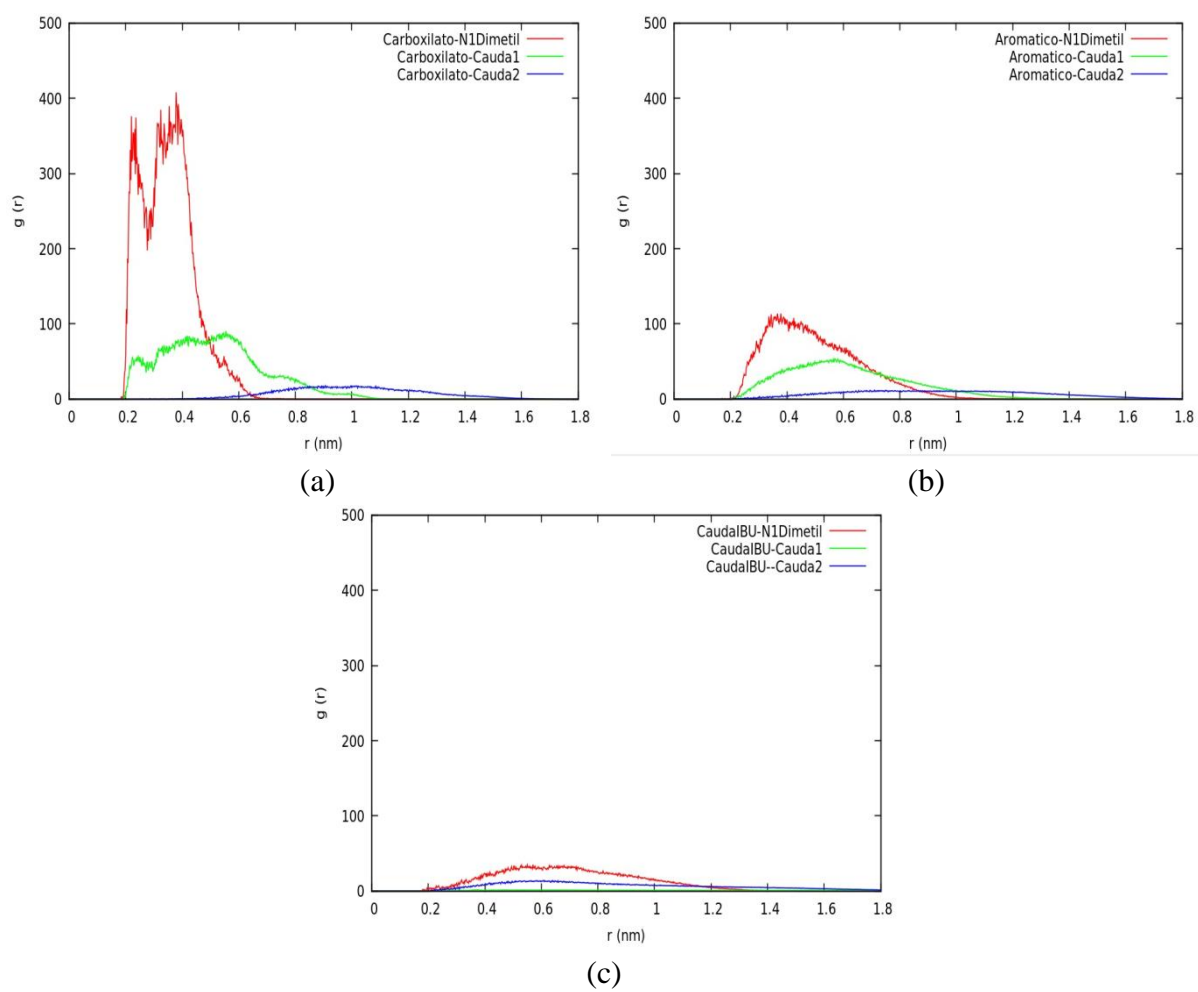 500
400
300
200
100
0
g (r)
Carboxilato-N1Dimetil
Carboxilato-Cauda1
Carboxilato-Cauda2
0 0.2 0.4 0.6 0.8 1 1.2 1.4 1.6 1.8
r (nm)
(a)
500
400
300
200
100
0
g (r)
Aromatico-N1Dimetil
Aromatico-Cauda1
Aromatico-Cauda2
0 0.2 0.4 0.6 0.8 1 1.2 1.4 1.6 1.8
r (nm)
(b)
500
400
300
200
100
0
g (r)
CaudaIBU-N1Dimetil
CaudaIBU-Cauda1
CaudaIBU--Cauda2
0 0.2 0.4 0.6 0.8 1 1.2 1.4 1.6 1.8
r (nm)
(c)